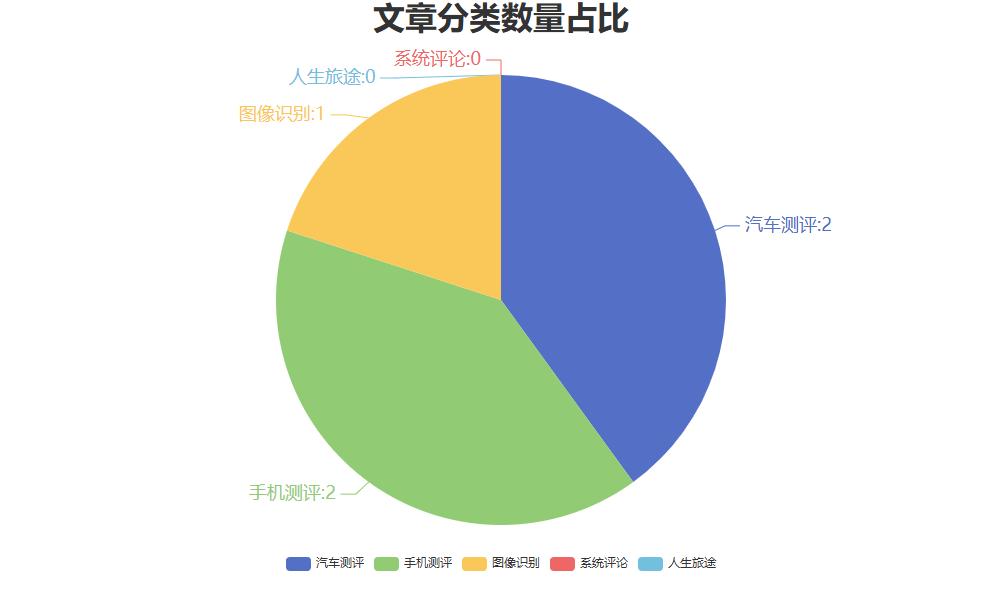 文章分类数量占比
系统评论:0
人生旅途:0
图像识别:1
汽车测评:2
手机测评:2
汽车测评 手机测评 图像识别 系统评论 人生旅途